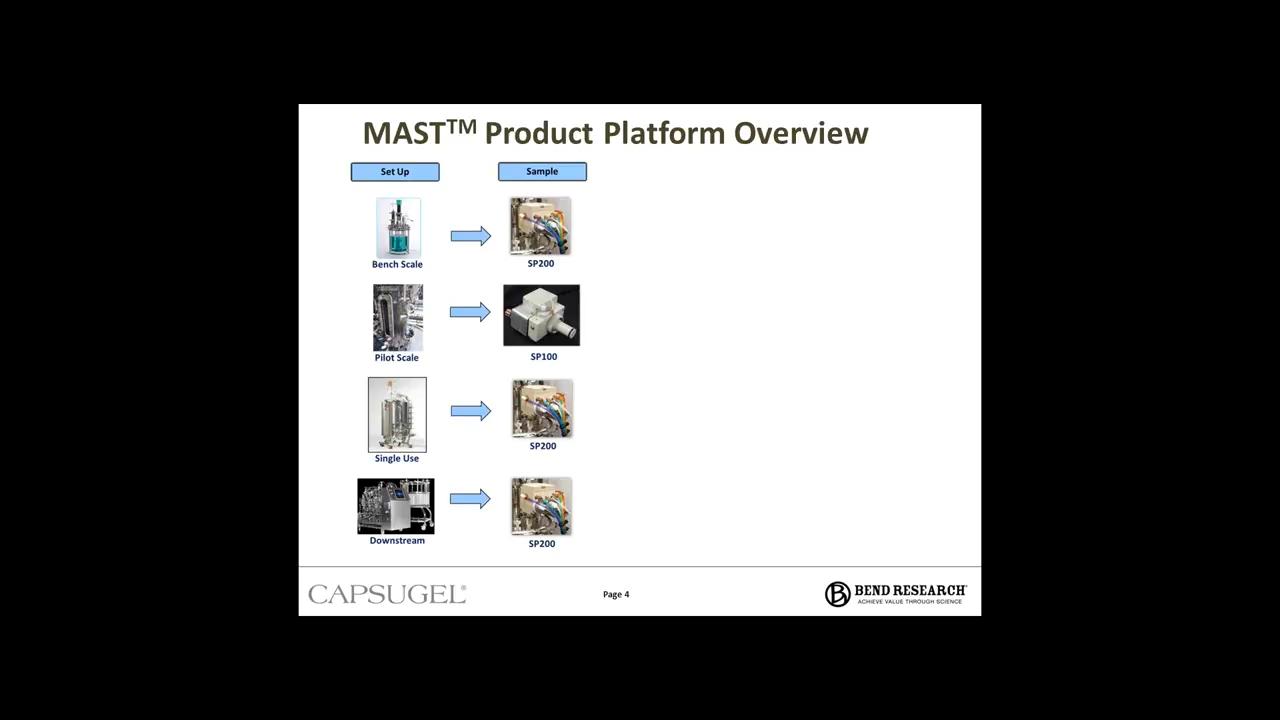 MAST™ Product Platform Overview
Set Up
Sample
Bench Scale
SP200
Pilot Scale
SP100
Single Use
SP200
Downstream
SP200
CAPSUGEL®
Page 4
BEND RESEARCH
ACHIEVE VALUE THROUGH SCIENCE